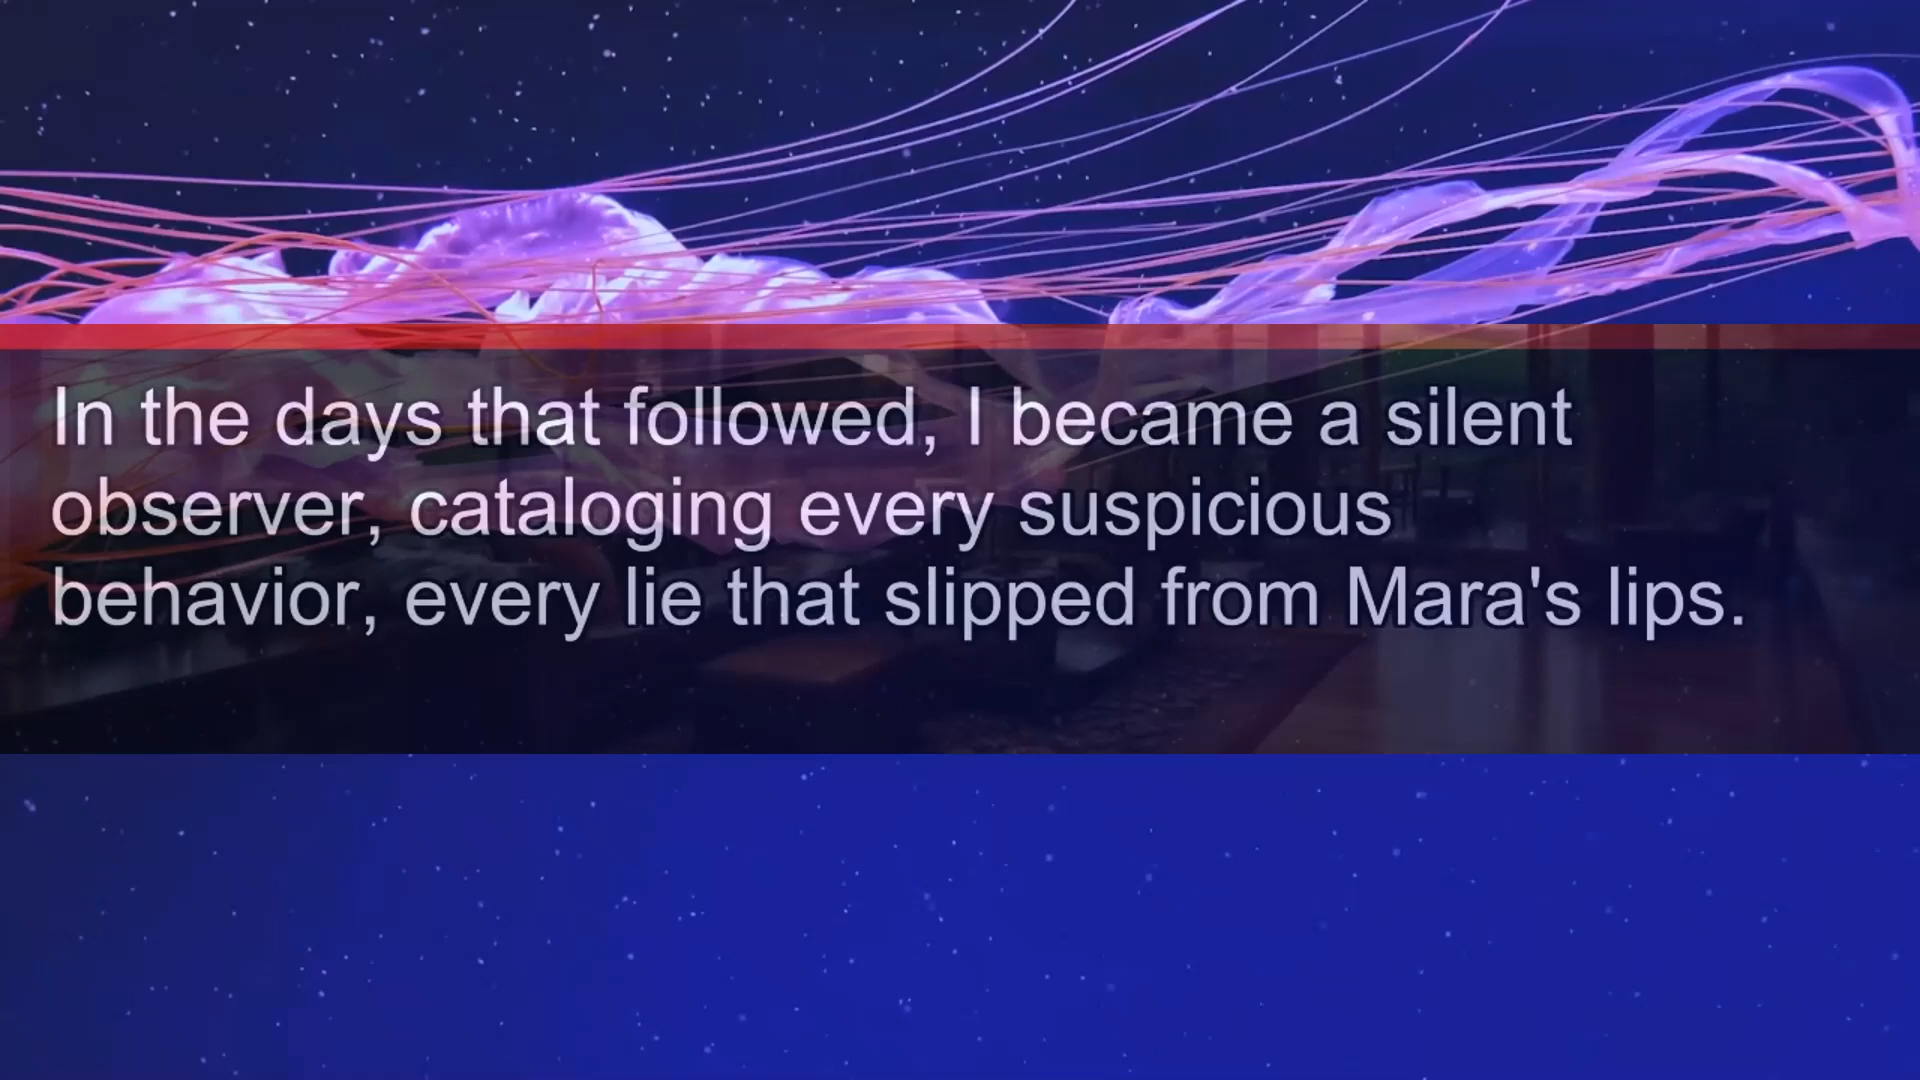 In the days that followed, I became a silent
observer, cataloging every suspicious
behavior, every lie that slipped from Mara's lips.